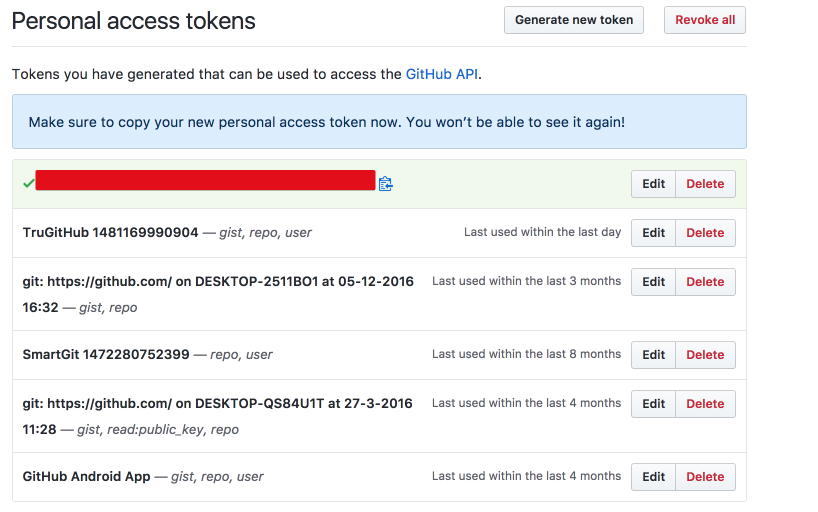 Personal access tokens
Generate new token
Revoke all
Tokens you have generated that can be used to access the GitHub API.
Make sure to copy your new personal access token now. You won’t be able to see it again!
Edit
Delete
TruGitHub 1481169990904 — gist, repo, user
Last used within the last day
Edit
Delete
git: https://github.com/ on DESKTOP-2511BO1 at 05-12-2016
16:32 — gist, repo
Last used within the last 3 months
Edit
Delete
SmartGit 1472280752399 — repo, user
Last used within the last 8 months
Edit
Delete
git: https://github.com/ on DESKTOP-QS84U1T at 27-3-2016
11:28 — gist, read:public_key, repo
Last used within the last 4 months
Edit
Delete
GitHub Android App — gist, repo, user
Last used within the last 4 months
Edit
Delete